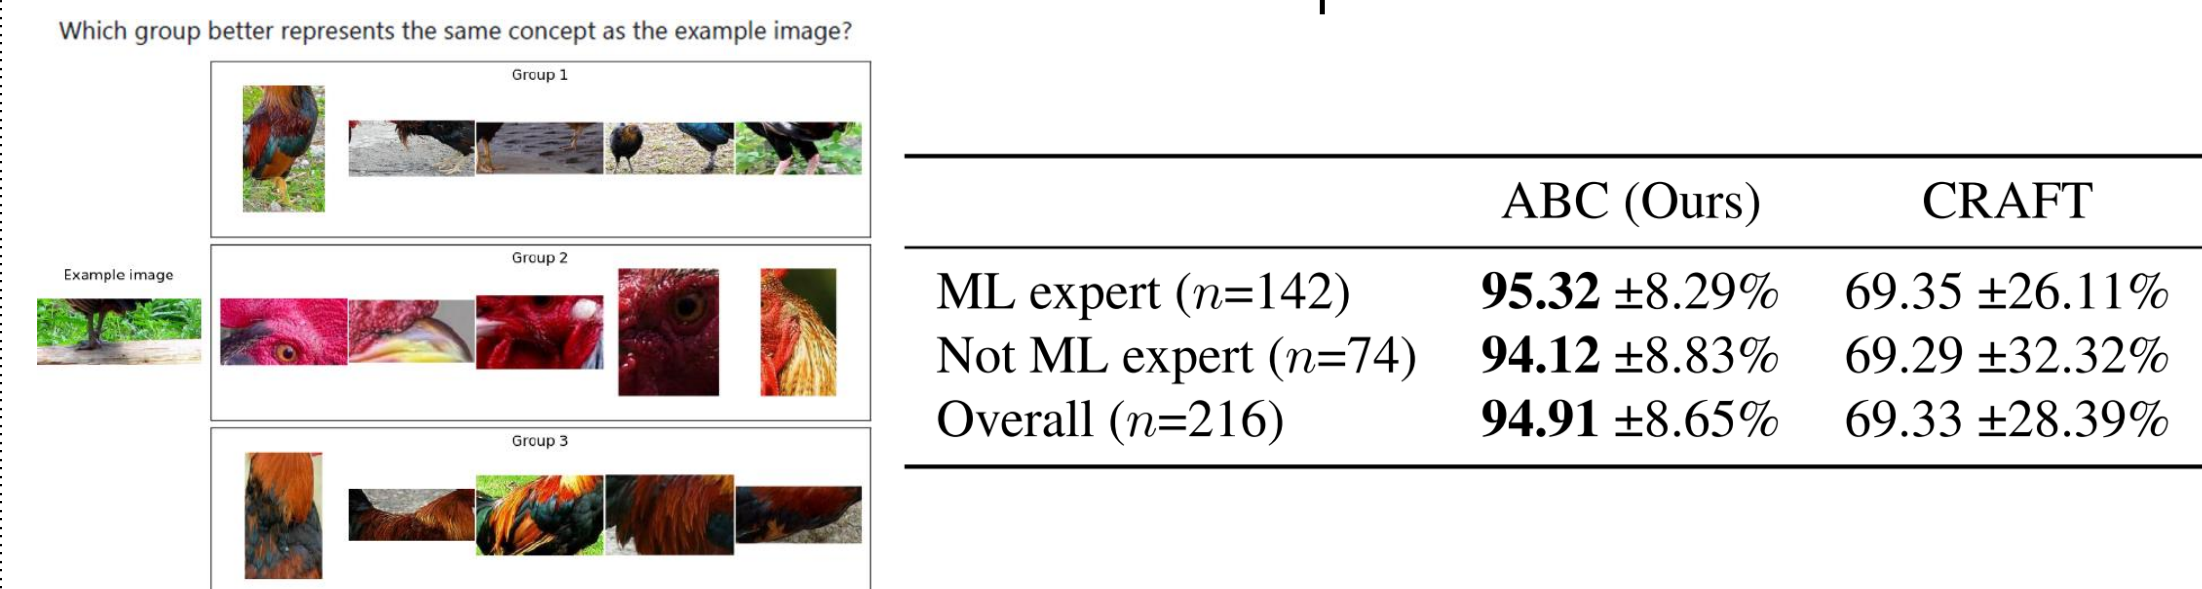 Which group better represents the same concept as the example image?
Group 1
Group 2
Example image
Group 3
ABC (Ours) CRAFT
ML expert (n=142) 95.32 ±8.29% 69.35 ±26.11%
Not ML expert (n=74) 94.12 ±8.83% 69.29 ±32.32%
Overall (n=216) 94.91 ±8.65% 69.33 ±28.39%